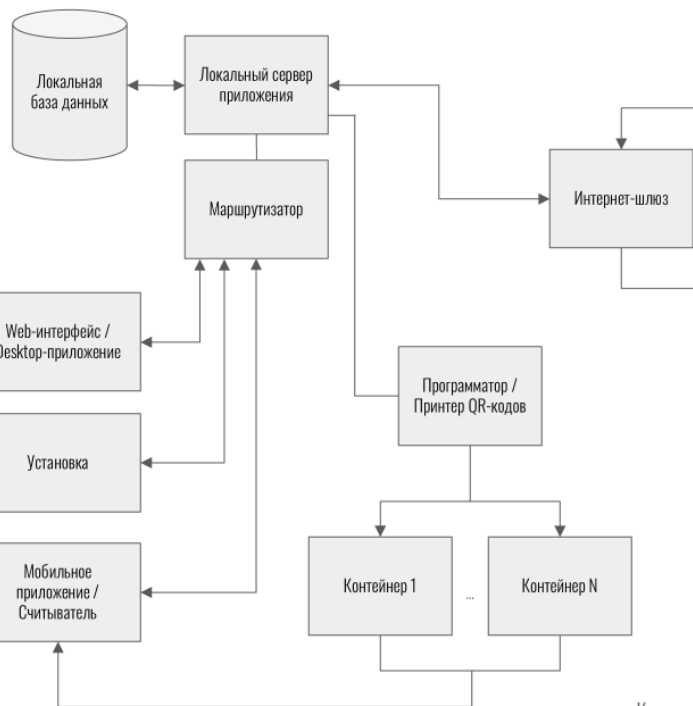 Локальная
база данных
Локальный сервер
приложения
Маршрутизатор
Интернет-шлюз
Web-интерфейс /
Desktop-приложение
Программатор /
Принтер QR-кодов
Установка
Мобильное
приложение /
Считыватель
Контейнер 1
...
Контейнер N